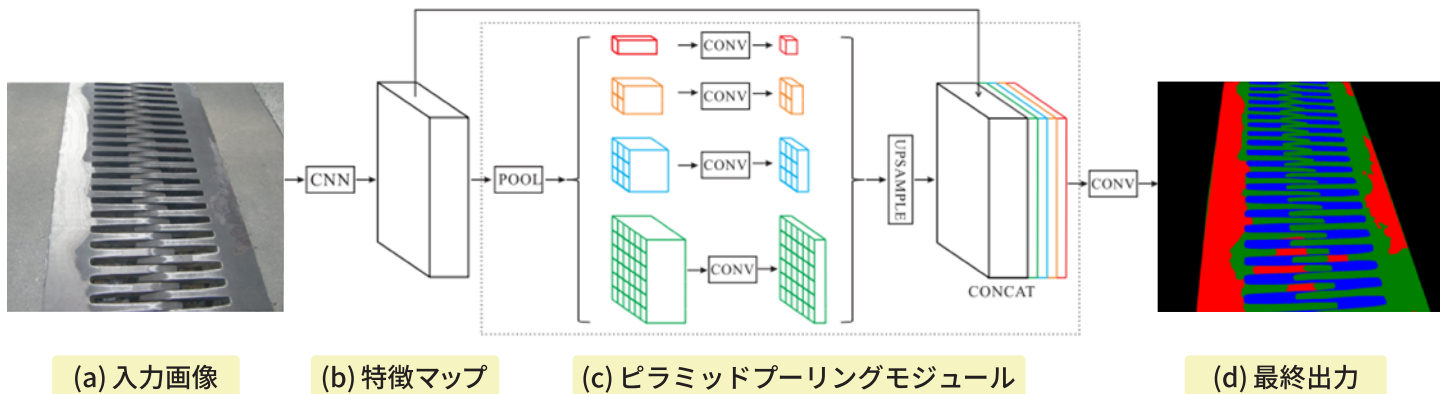 CNN
POOL
CONV
CONV
CONV
CONV
UPSAMPLE
CONCAT
CONV
(a) 入力画像
(b) 特徴マップ
(c) ピラミッドプーリングモジュール
(d) 最終出力